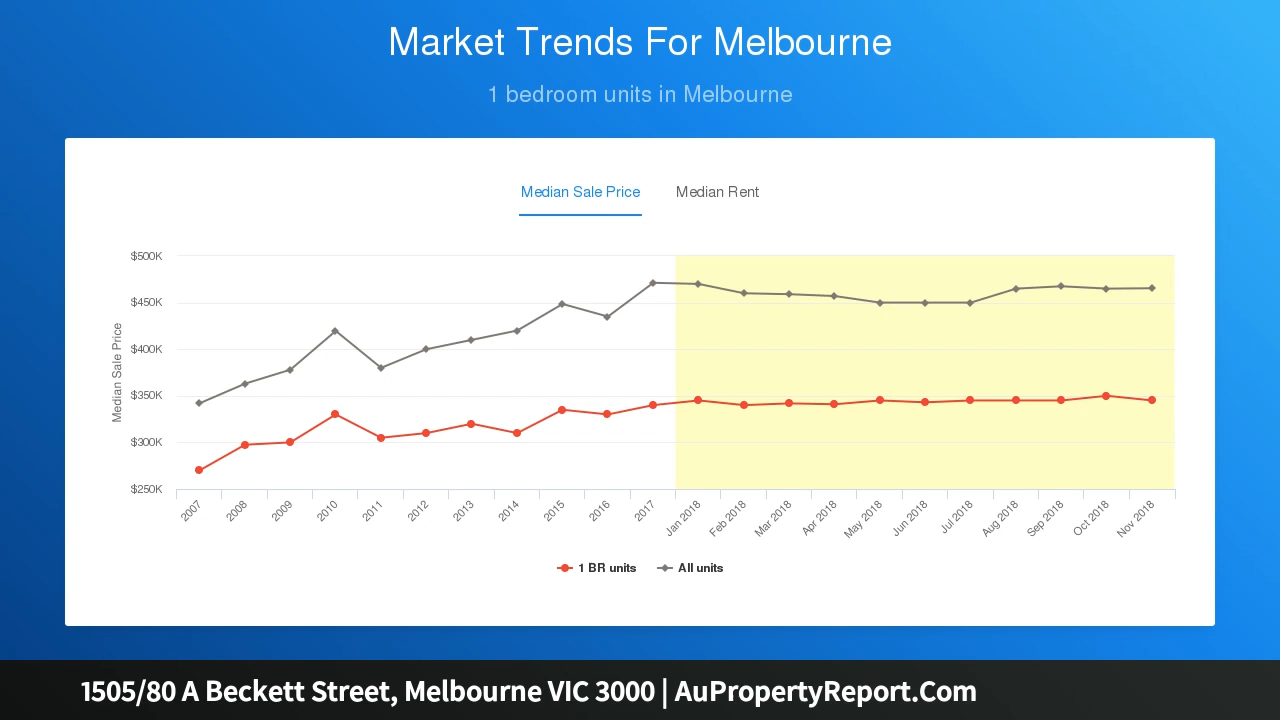 Market Trends For Melbourne
1 bedroom units in Melbourne
Median Sale Price
Median Rent
Median Sale Price
$500K
$450K
$400K
$350K
$300K
$250K
2007
2008
2009
2010
2011
2012
2013
2014
2015
2016
2017
Jan 2018
Feb 2018
Mar 2018
Apr 2018
May 2018
Jun 2018
Jul 2018
Aug 2018
Sep 2018
Oct 2018
Nov 2018
1 BR units
All units
1505/80 A Beckett Street, Melbourne VIC 3000 | AuPropertyReport.Com